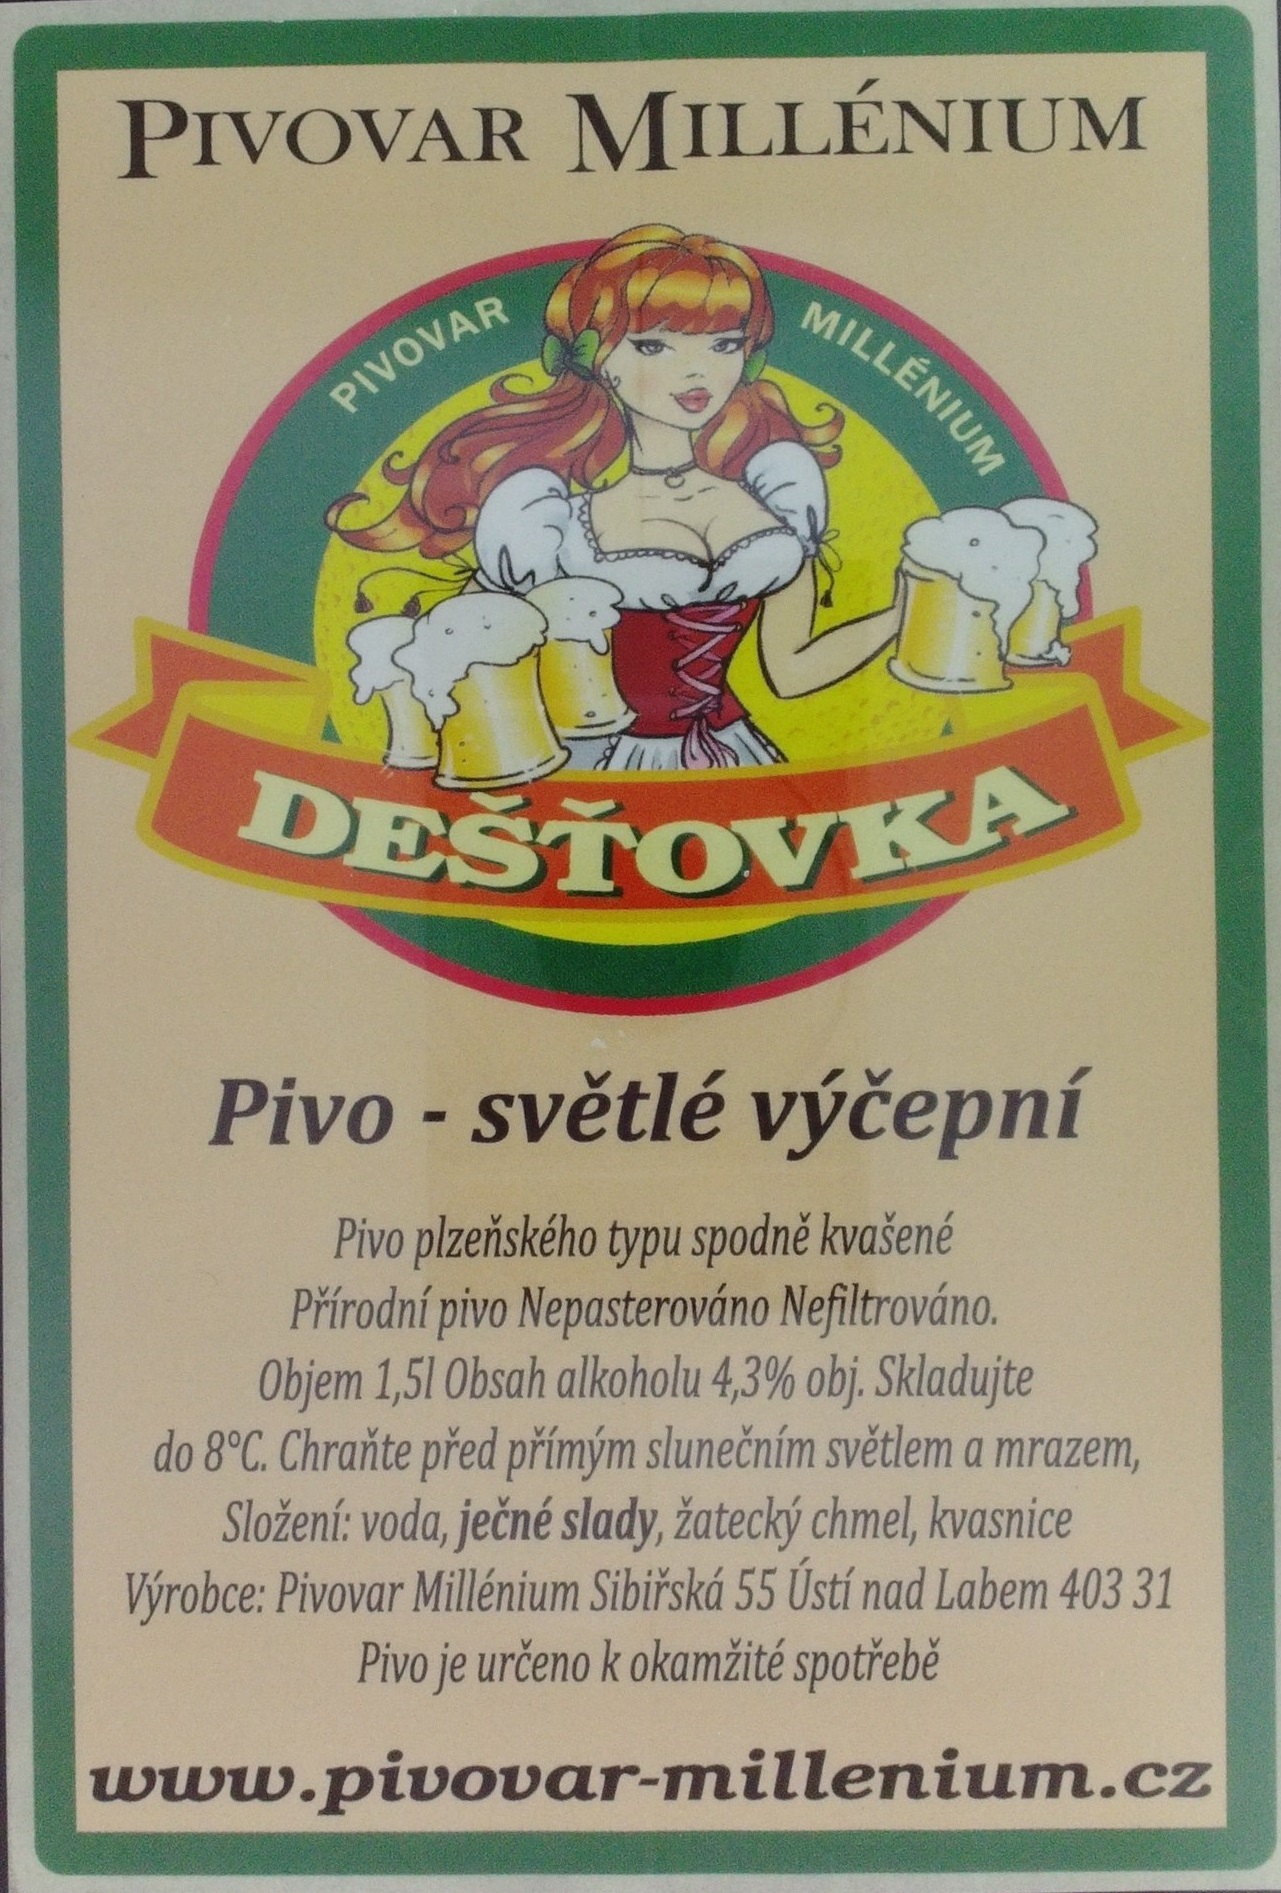 PIVOVAR MILLÉNIUM
PIVOVAR MILLÉNIUM
DEŠŤOVKA
Pivo - světlé výčepní
Pivo plzeňského typu spodně kvašené
Přírodní pivo Nepasterováno Nefiltrováno.
Objem 1,5l Obsah alkoholu 4,3% obj. Skladujte
do 8°C. Chraňte před přímým slunečním světlem a mrazem,
Složení: voda, ječné slady, žatecký chmel, kvasnice
Výrobce: Pivovar Millénium Sibiřská 55 Ústí nad Labem 403 31
Pivo je určeno k okamžité spotřebě
www.pivovar-millenium.cz